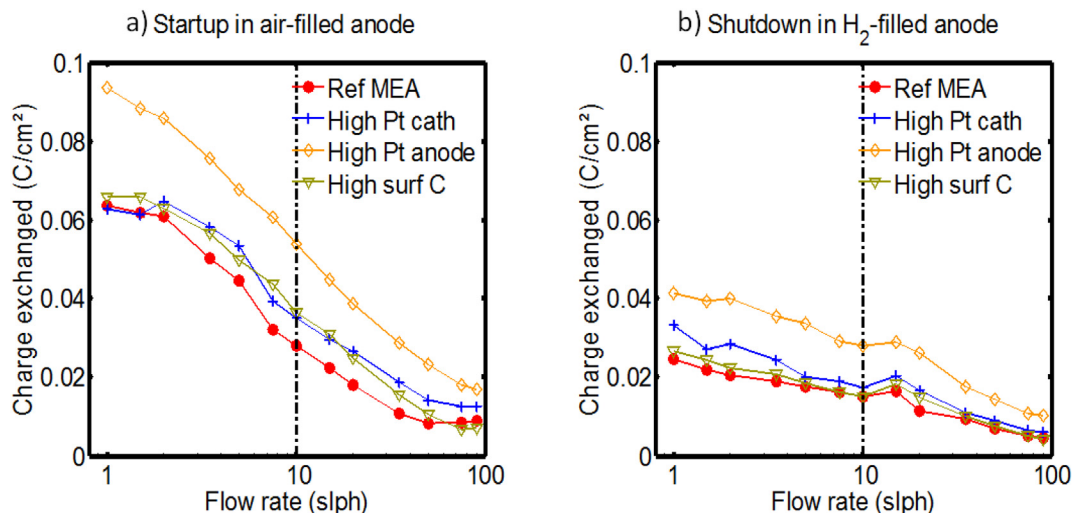 a) Startup in air-filled anode
0.1
0.08
0.06
0.04
0.02
0
Charge exchanged (C/cm²)
1
10
100
Flow rate (slph)
Ref MEA
High Pt cath
High Pt anode
High surf C
b) Shutdown in H₂-filled anode
0.1
0.08
0.06
0.04
0.02
0
Charge exchanged (C/cm²)
1
10
100
Flow rate (slph)
Ref MEA
High Pt cath
High Pt anode
High surf C